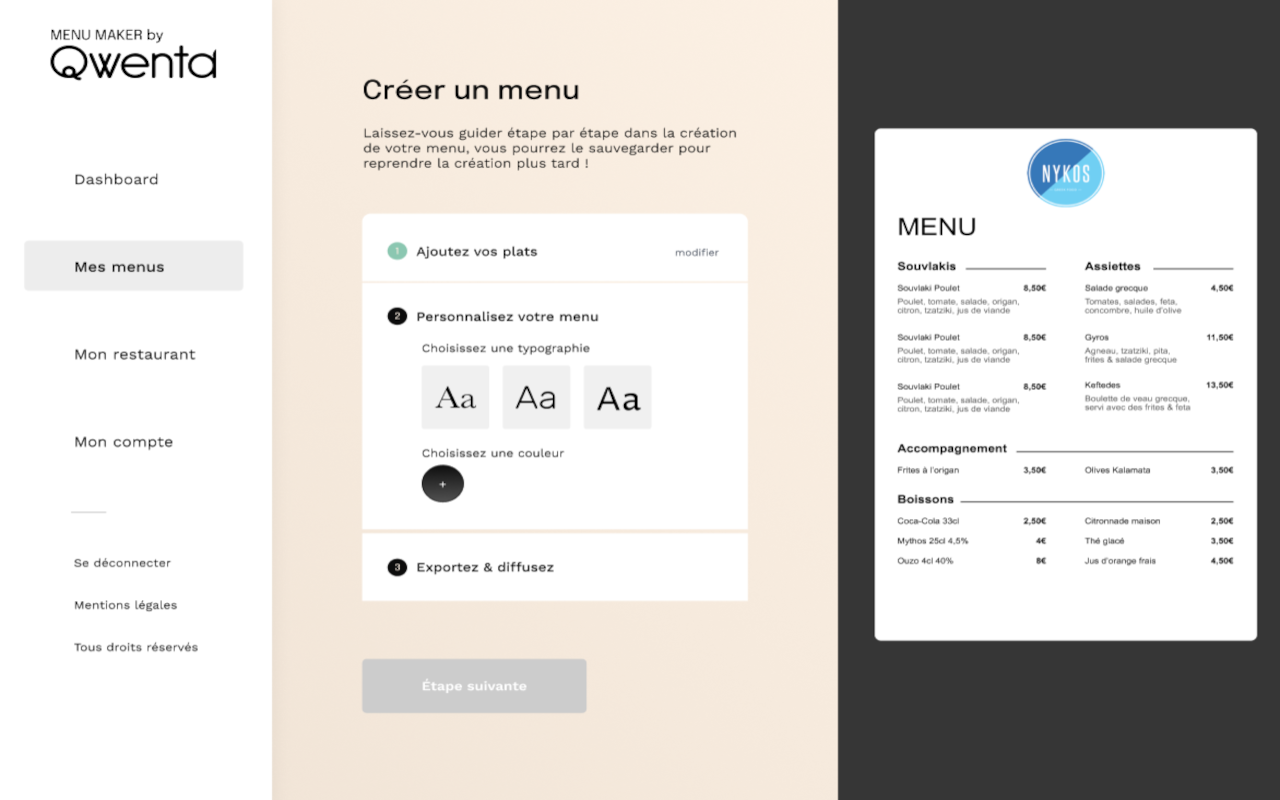 MENU MAKER by
Qwenta
Dashboard
Mes menus
Mon restaurant
Mon compte
Se déconnecter
Mentions légales
Tous droits réservés
Créer un menu
Laissez-vous guider étape par étape dans la création
de votre menu, vous pourrez le sauvegarder pour
reprendre la création plus tard !
1 Ajoutez vos plats modifier
2 Personnalisez votre menu
Choisissez une typographie
Aa Aa Aa
Choisissez une couleur
+
3 Exportez & diffusez
Étape suivante
NYKOS
MENU
Souvlakis
Souvlaki Poulet 8,50€
Poulet, tomate, salade, origan,
citron, tzatziki, jus de viande
Souvlaki Poulet 8,50€
Poulet, tomate, salade, origan,
citron, tzatziki, jus de viande
Souvlaki Poulet 8,50€
Poulet, tomate, salade, origan,
citron, tzatziki, jus de viande
Assiettes
Salade grecque 4,50€
Tomates, salades, feta,
concombre, huile d'olive
Gyros 11,50€
Agneau, tzatziki, pita,
frites & salade grecque
Keftedes 13,50€
Boulette de veau grecque,
servi avec des frites & feta
Accompagnement
Frites à l'origan 3,50€ Olives Kalamata 3,50€
Boissons
Coca-Cola 33cl 2,50€ Citronnade maison 2,50€
Mythos 25cl 4,5% 4€ Thé glacé 3,50€
Ouzo 4cl 40% 8€ Jus d'orange frais 4,50€